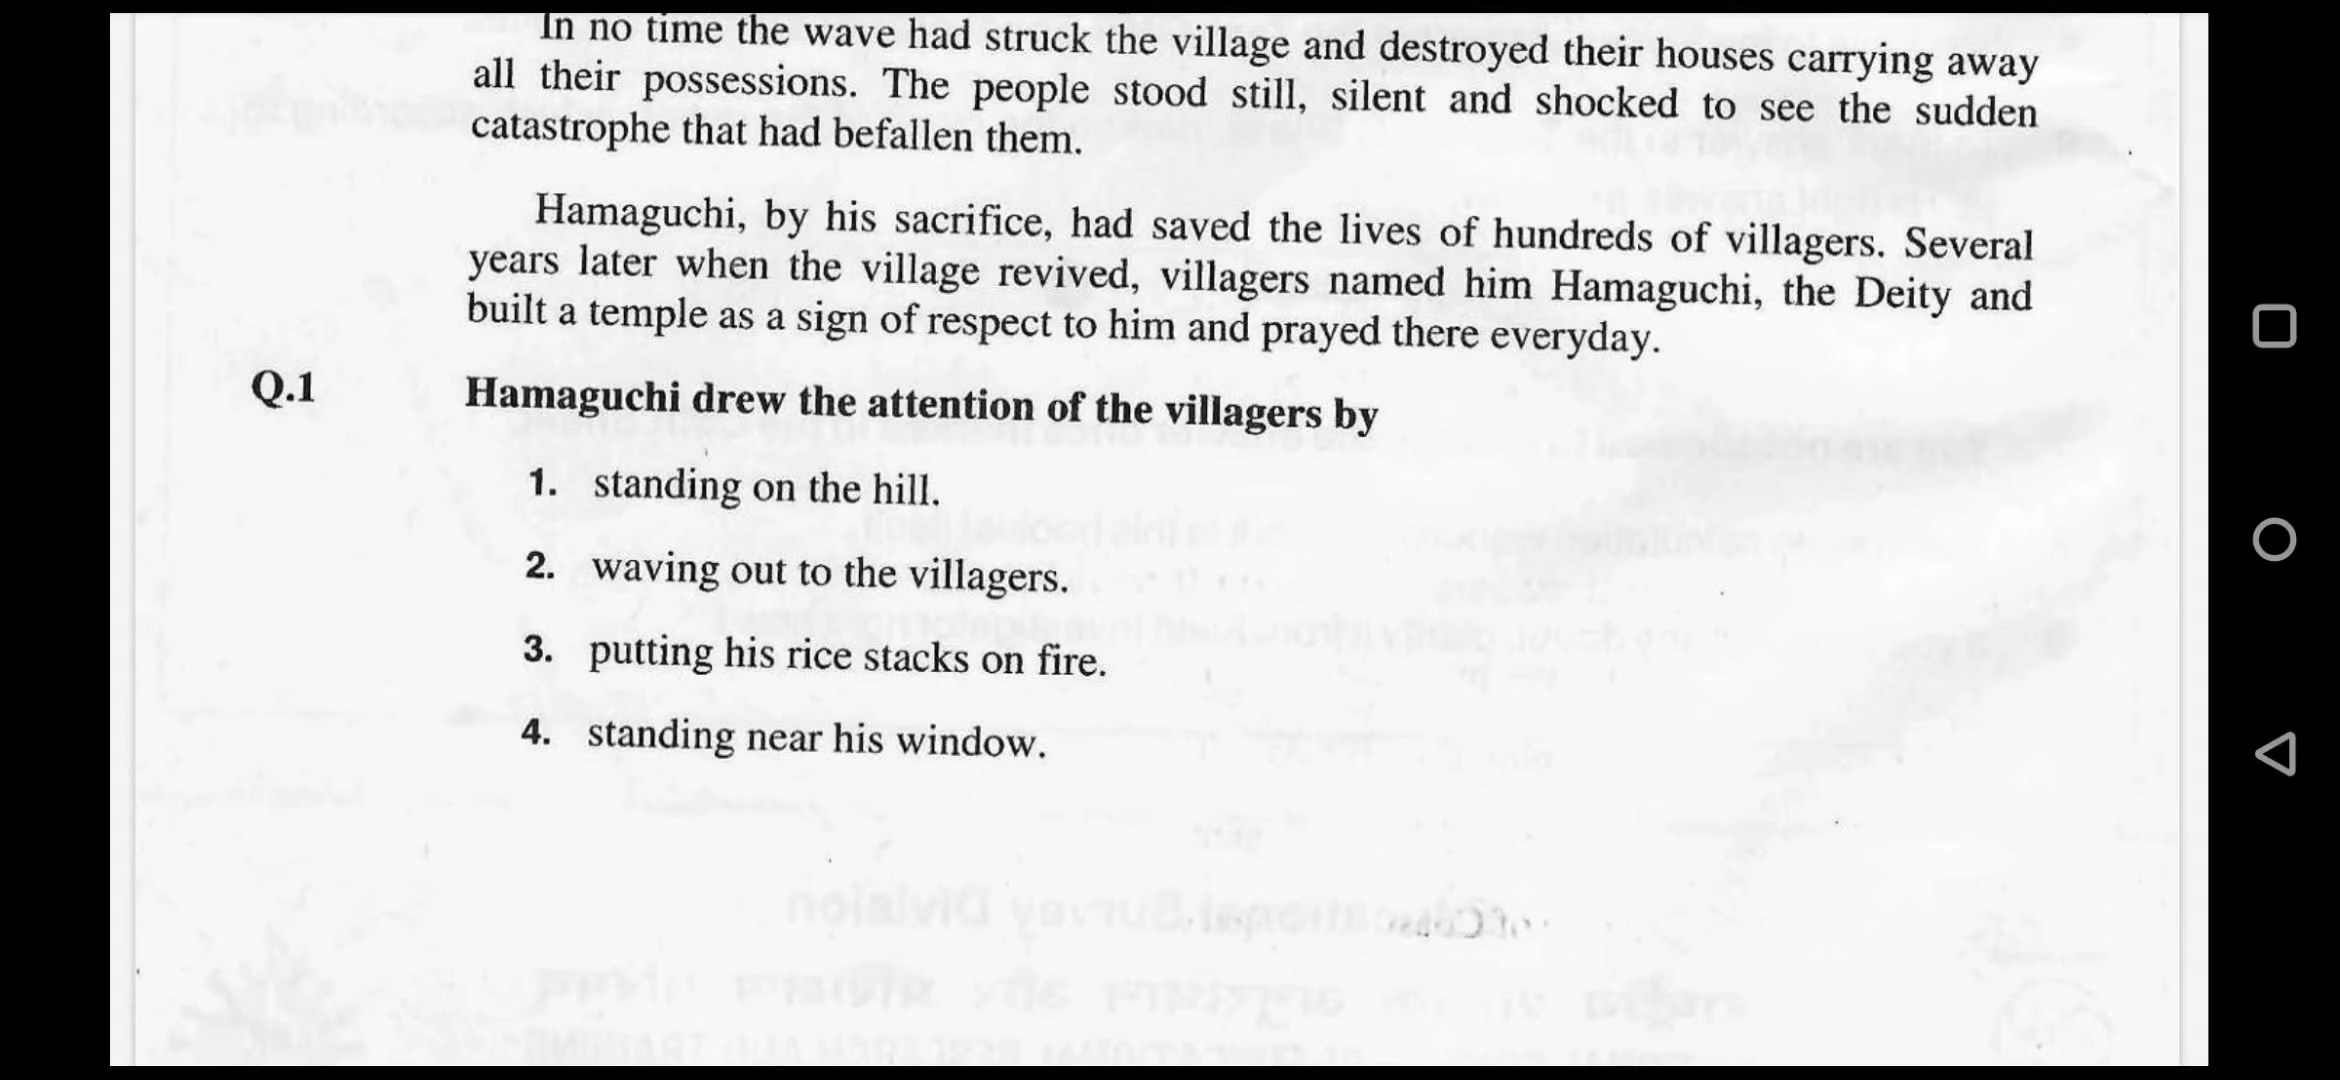 In no time the wave had struck the village and destroyed their houses carrying away
all their possessions. The people stood still, silent and shocked to see the sudden
catastrophe that had befallen them.
Hamaguchi, by his sacrifice, had saved the lives of hundreds of villagers. Several
years later when the village revived, villagers named him Hamaguchi, the Deity and
built a temple as a sign of respect to him and prayed there everyday.
Q.1 Hamaguchi drew the attention of the villagers by
1. standing on the hill.
2. waving out to the villagers.
3. putting his rice stacks on fire.
4. standing near his window.